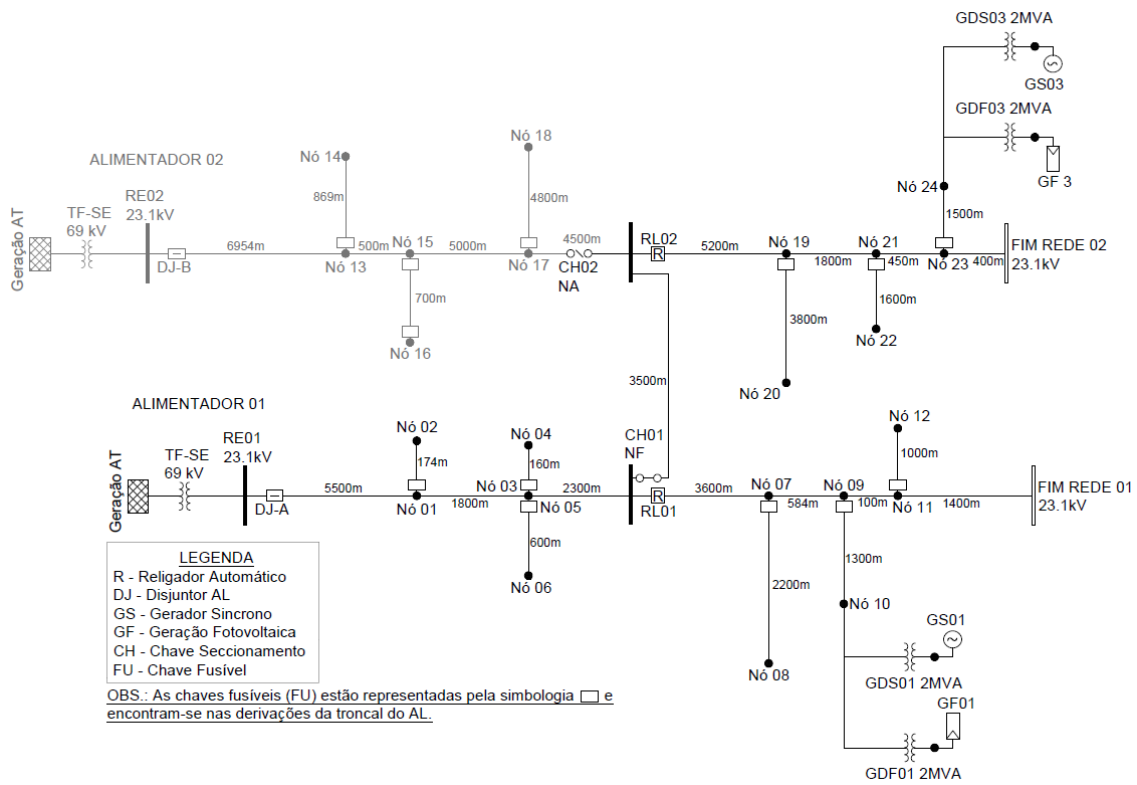 GDS03 2MVA
GS03
GDF03 2MVA
GF 3
Nó 18
Nó 14
ALIMENTADOR 02
Nó 24
869m
4800m
RE02
23.1kV
TF-SE
69 kV
1500m
Geração AT
RL02
FIM REDE 02
23.1kV
6954m
500m
Nó 15
5000m
4500m
5200m
Nó 19
Nó 21
DJ-B
Nó 13
Nó 17
CH02
NA
1800m
450m
Nó 23
400m
700m
1600m
3800m
Nó 22
Nó 16
3500m
Nó 20
ALIMENTADOR 01
Nó 12
Nó 02
Nó 04
CH01
NF
RE01
23.1kV
TF-SE
69 kV
174m
160m
1000m
Geração AT
5500m
Nó 03
2300m
3600m
Nó 07
Nó 09
FIM REDE 01
23.1kV
DJ-A
Nó 01
1800m
Nó 05
RL01
584m
100m
Nó 11
1400m
600m
1300m
Nó 06
2200m
Nó 10
LEGENDA
R - Religador Automático
DJ - Disjuntor AL
GS - Gerador Sincrono
GF - Geração Fotovoltaica
CH - Chave Seccionamento
FU - Chave Fusível
GS01
Nó 08
GDS01 2MVA
GF01
GDF01 2MVA
OBS.: As chaves fusíveis (FU) estão representadas pela simbologia e
encontram-se nas derivações da troncal do AL.
R
R